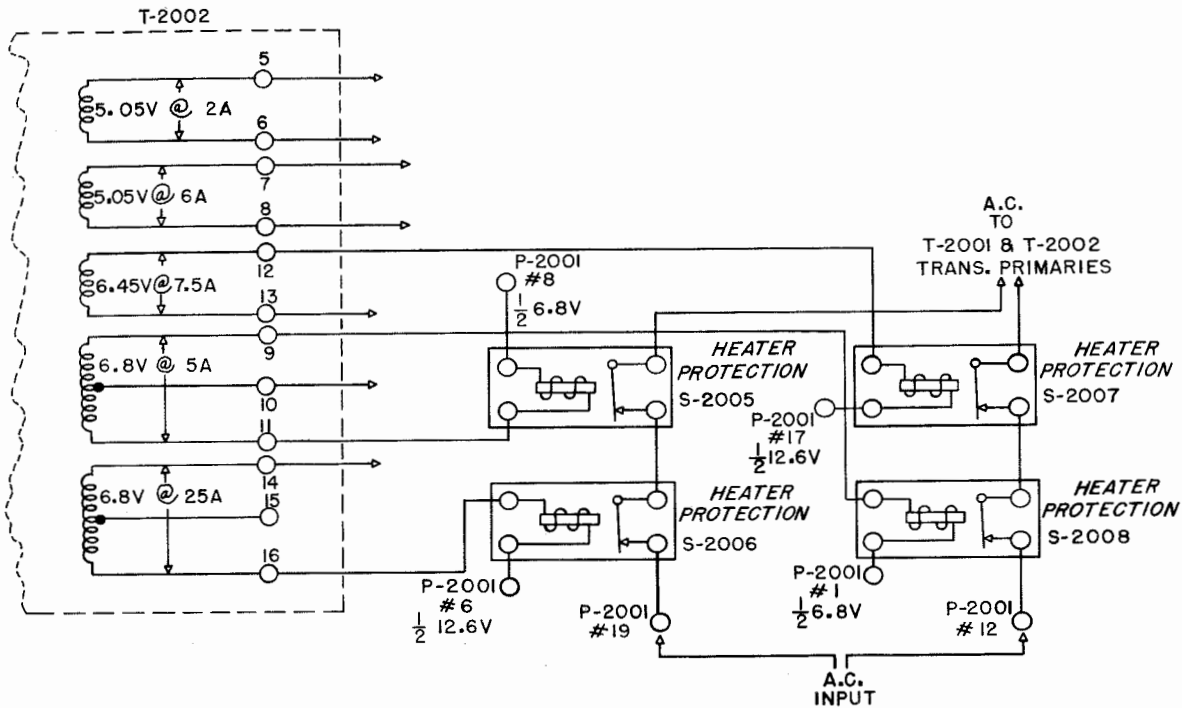 T-2002
5
5.05V @ 2A
6
7
5.05V @ 6A
8
12
6.45V @ 7.5A
13
9
6.8V @ 5A
10
11
14
6.8V @ 25A
15
16
P-2001
#8
1/2 6.8V
A.C.
TO
T-2001 & T-2002
TRANS. PRIMARIES
HEATER
PROTECTION
S-2005
HEATER
PROTECTION
S-2007
P-2001
#17
1/2 12.6V
HEATER
PROTECTION
S-2006
HEATER
PROTECTION
S-2008
P-2001
#6
1/2 12.6V
P-2001
#19
P-2001
#1
1/2 6.8V
P-2001
#12
A.C.
INPUT